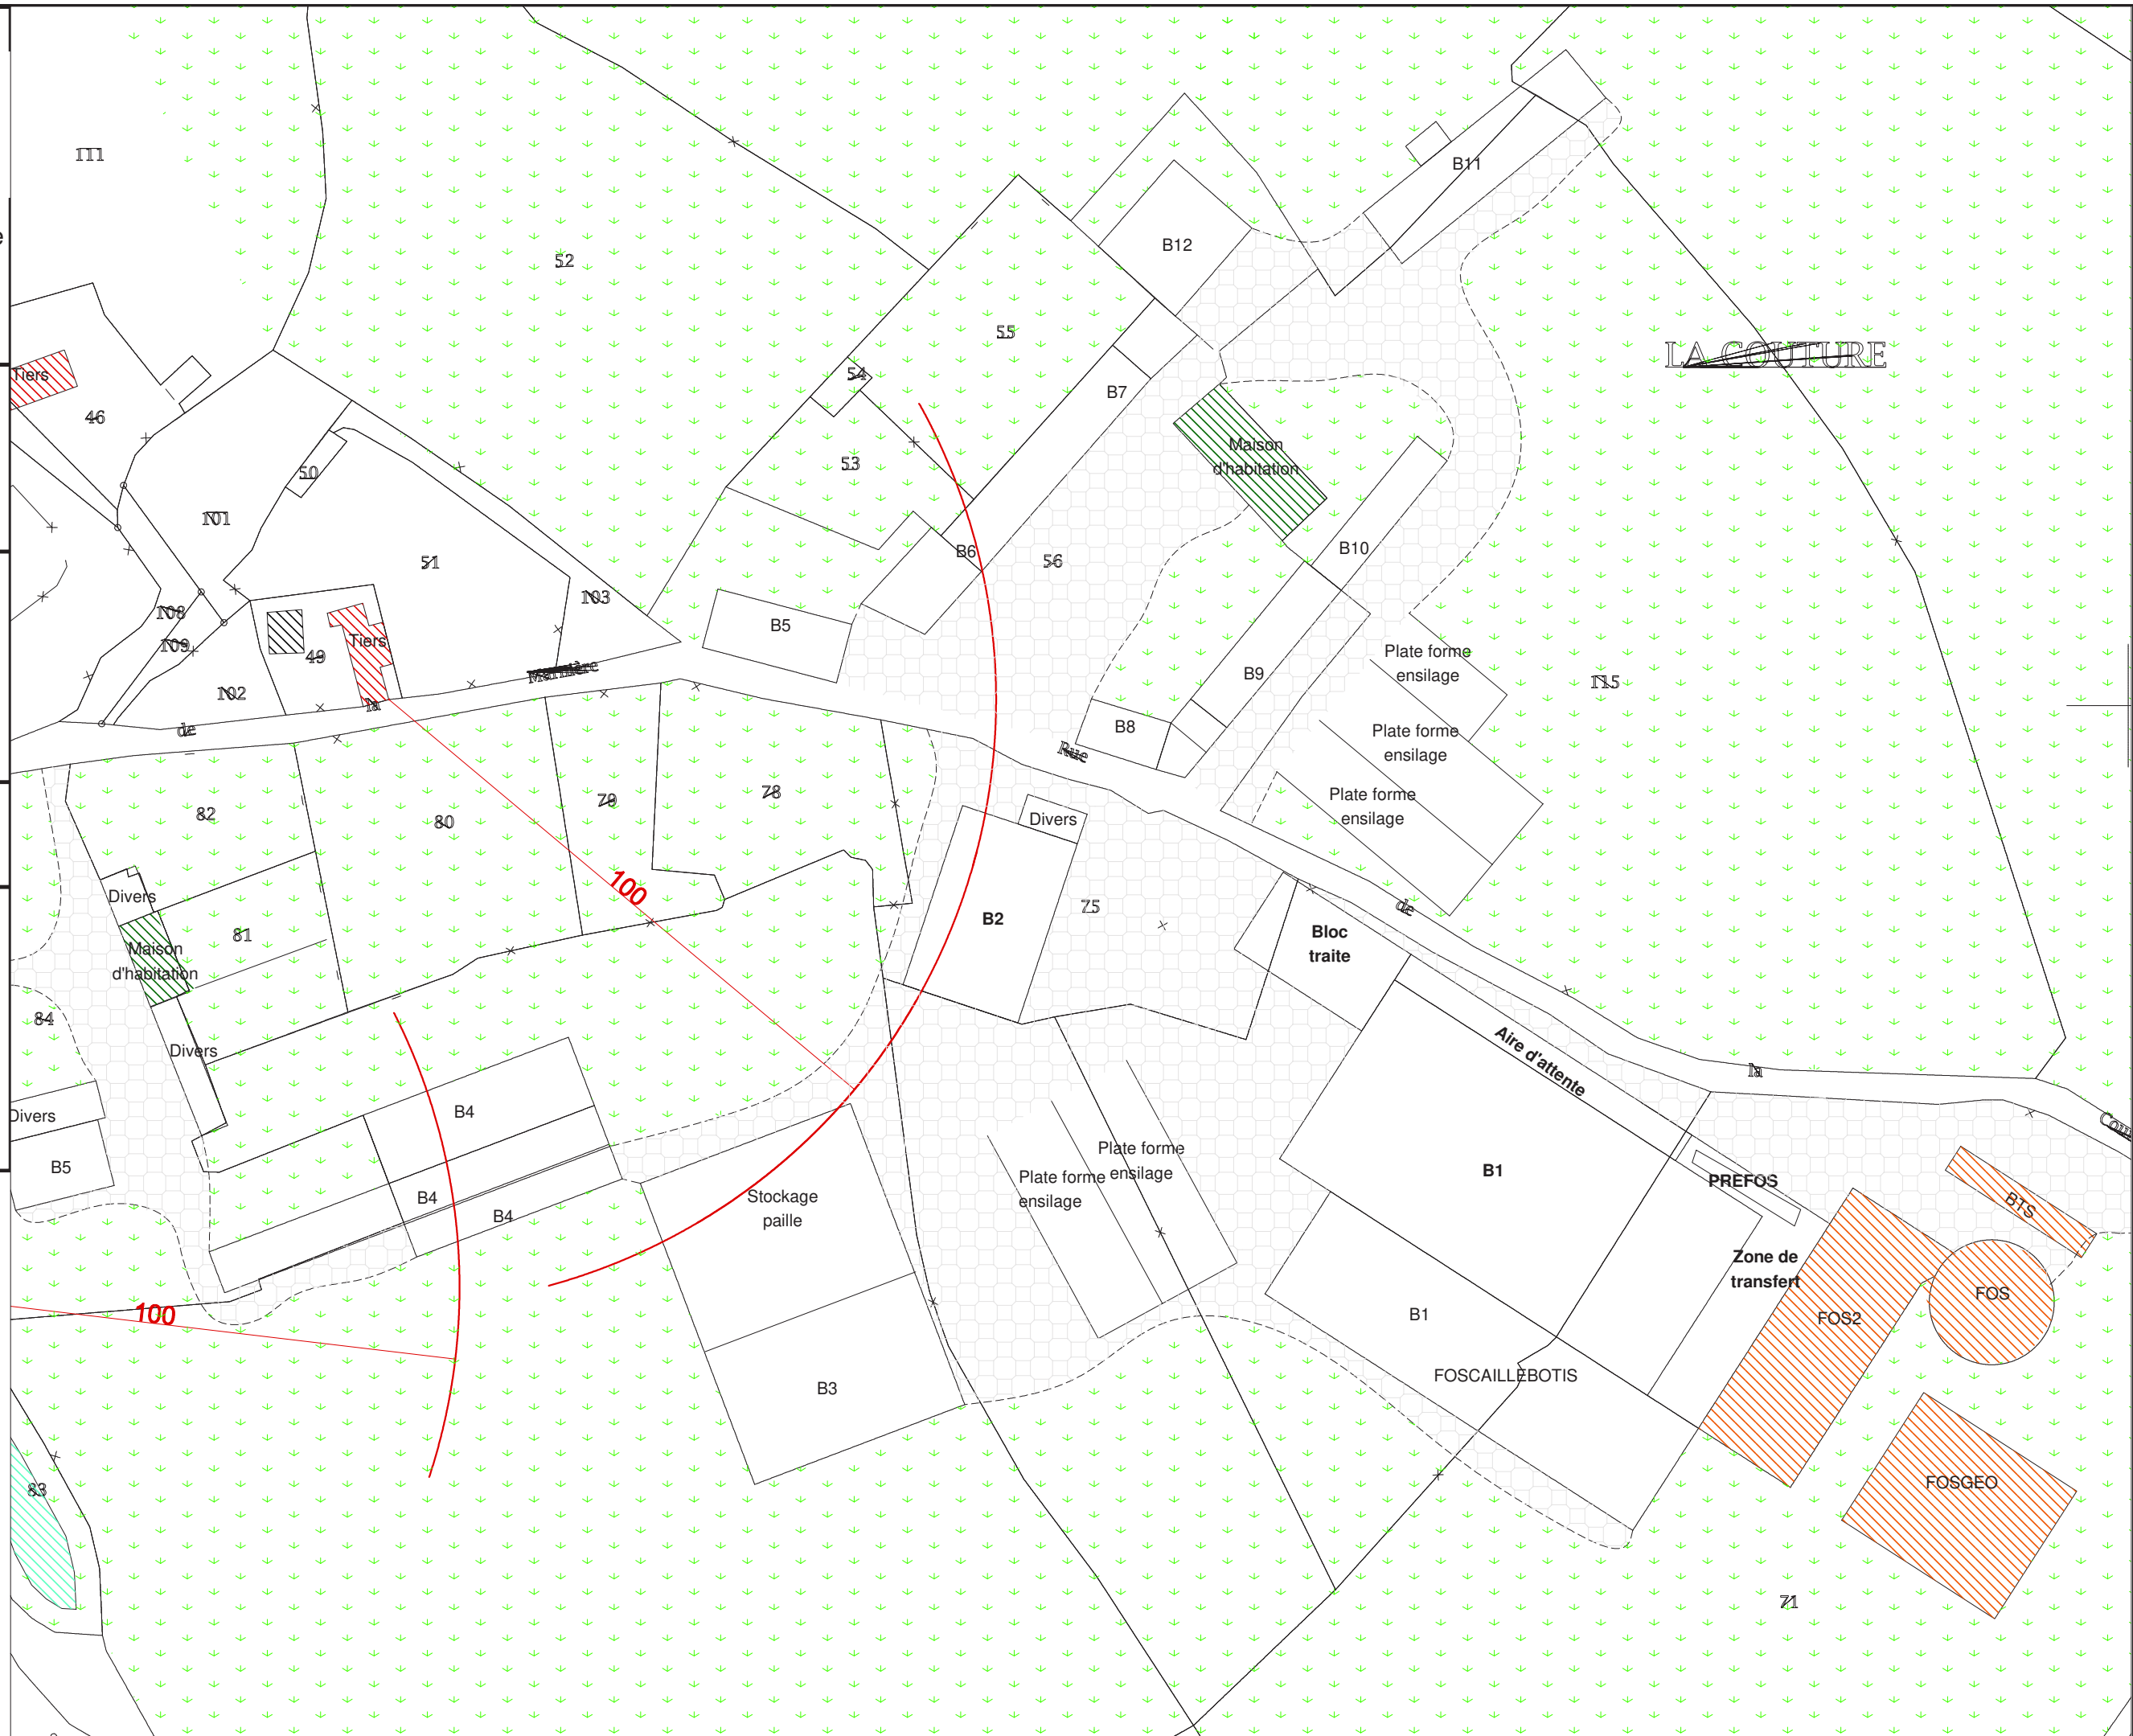 111
52
B11
B12
55
LA COUTURE
Tiers
54
B7
46
Maison
d'habitation
53
50
101
B6
56
B10
51
103
108
B5
Tiers
109
49
Plate forme
ensilage
B9
115
102
la
de
B8
Rue
Plate forme
ensilage
82
80
79
78
Plate forme
ensilage
Divers
100
Divers
B2
75
de
81
Bloc
traite
Maison
d'habitation
84
Divers
Aire d'attente
la
Divers
B4
Plate forme
ensilage
B5
B4
Plate forme
ensilage
B1
PREFOS
Stockage
paille
B4
BTS
Zone de
transfert
FOS
100
FOS2
B1
FOSCAILLEBOTIS
B3
83
FOSGEO
71